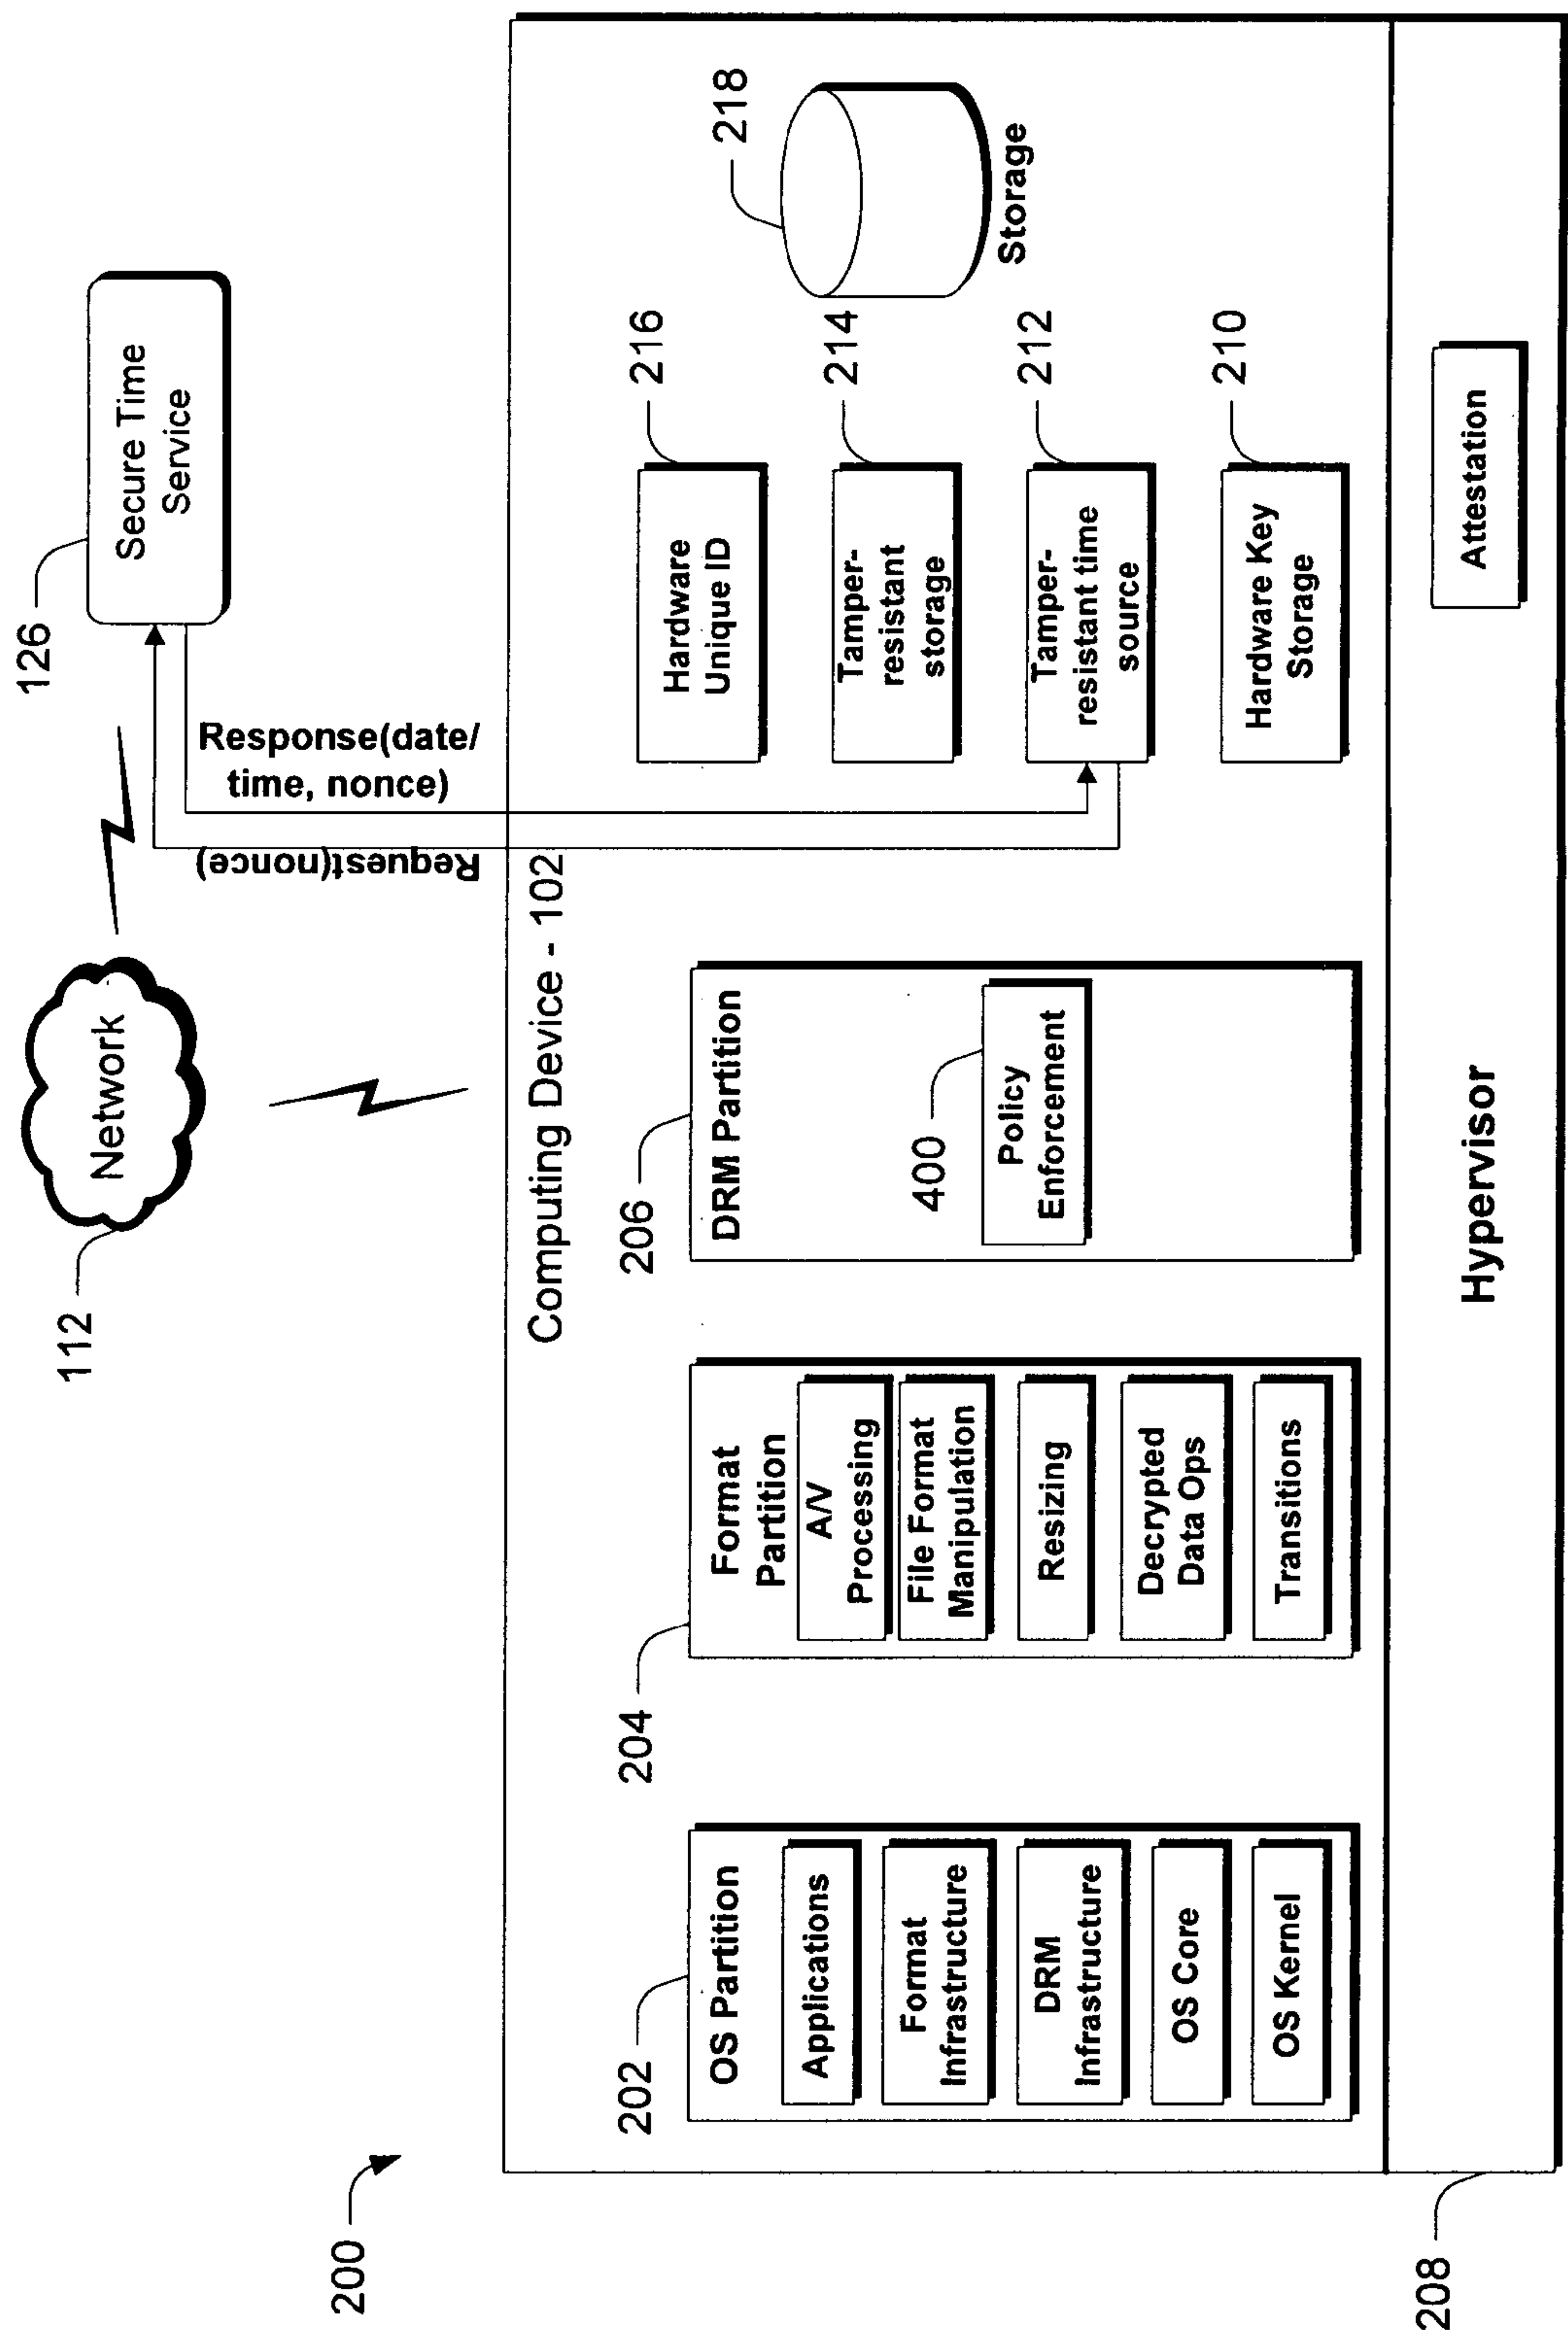 200
112
Network
126
Secure Time
Service
Response(date/
time, nonce)
Request(nonce)
Computing Device - 102
202
OS Partition
Applications
Format
Infrastructure
DRM
Infrastructure
OS Core
OS Kernel
204
Format
Partition
A/V
Processing
File Format
Manipulation
Resizing
Decrypted
Data Ops
Transitions
206
DRM Partition
400
Policy
Enforcement
216
Hardware
Unique ID
214
Tamper-
resistant
storage
212
Tamper-
resistant time
source
210
Hardware Key
Storage
218
Storage
208
Hypervisor
Attestation